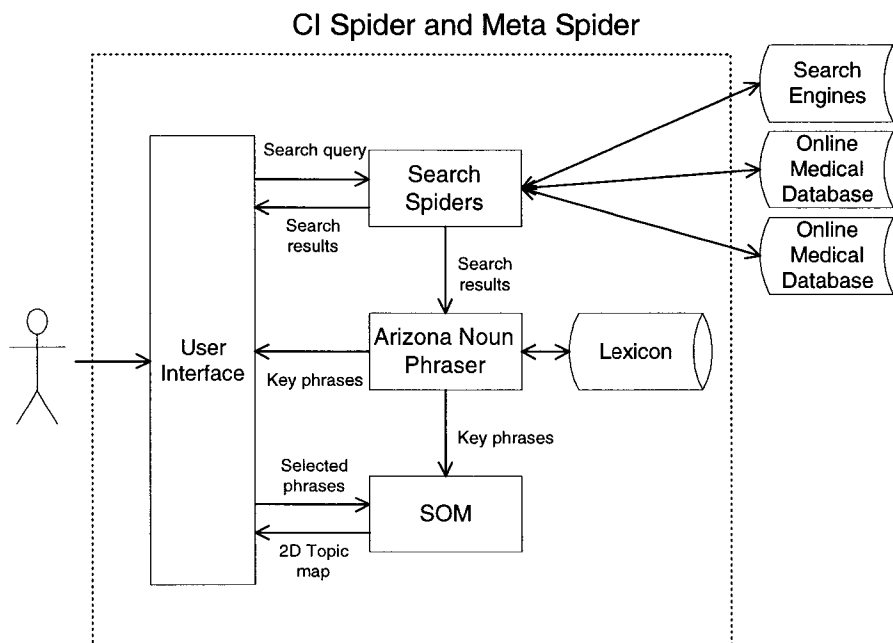 CI Spider and Meta Spider
Search
Engines
Search query
Search
Spiders
Online
Medical
Database
Search
results
Online
Medical
Database
Search
results
User
Interface
Arizona Noun
Phraser
Lexicon
Key phrases
Key phrases
Selected
phrases
SOM
2D Topic
map